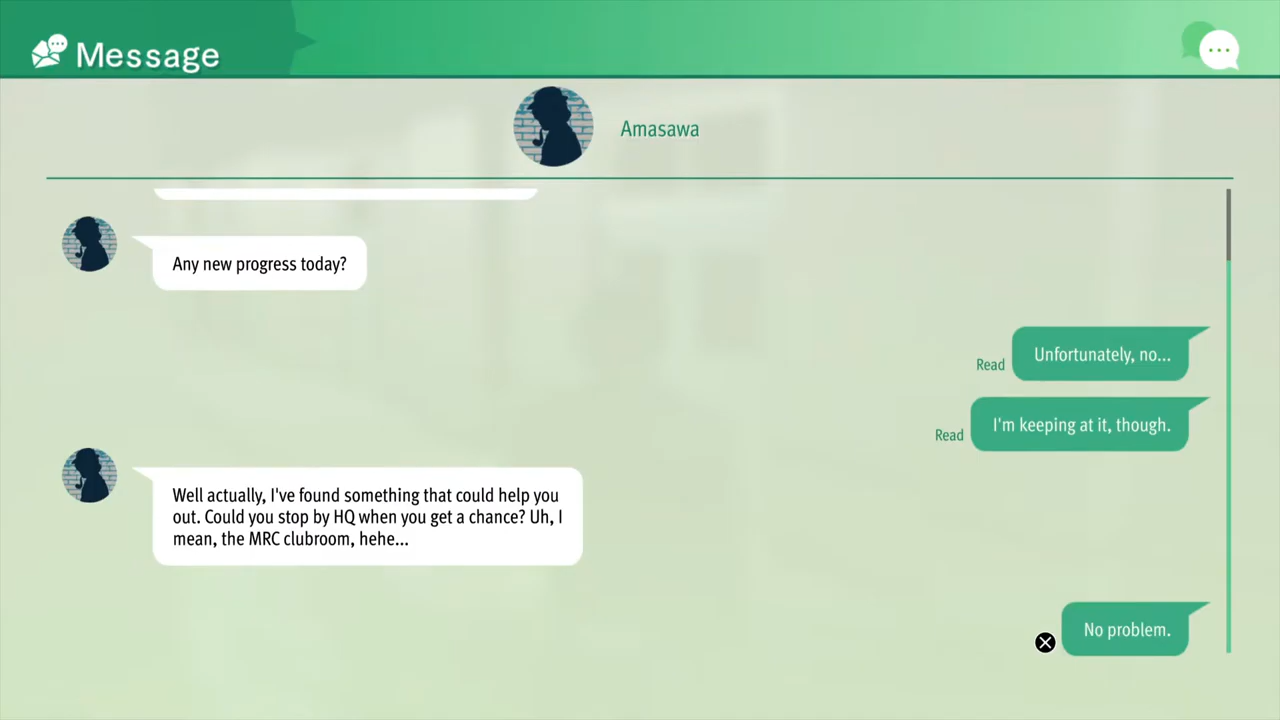 Message
Amasawa
Any new progress today?
Unfortunately, no...
Read
I'm keeping at it, though.
Read
Well actually, I've found something that could help you
out. Could you stop by HQ when you get a chance? Uh, I
mean, the MRC clubroom, hehe...
No problem.